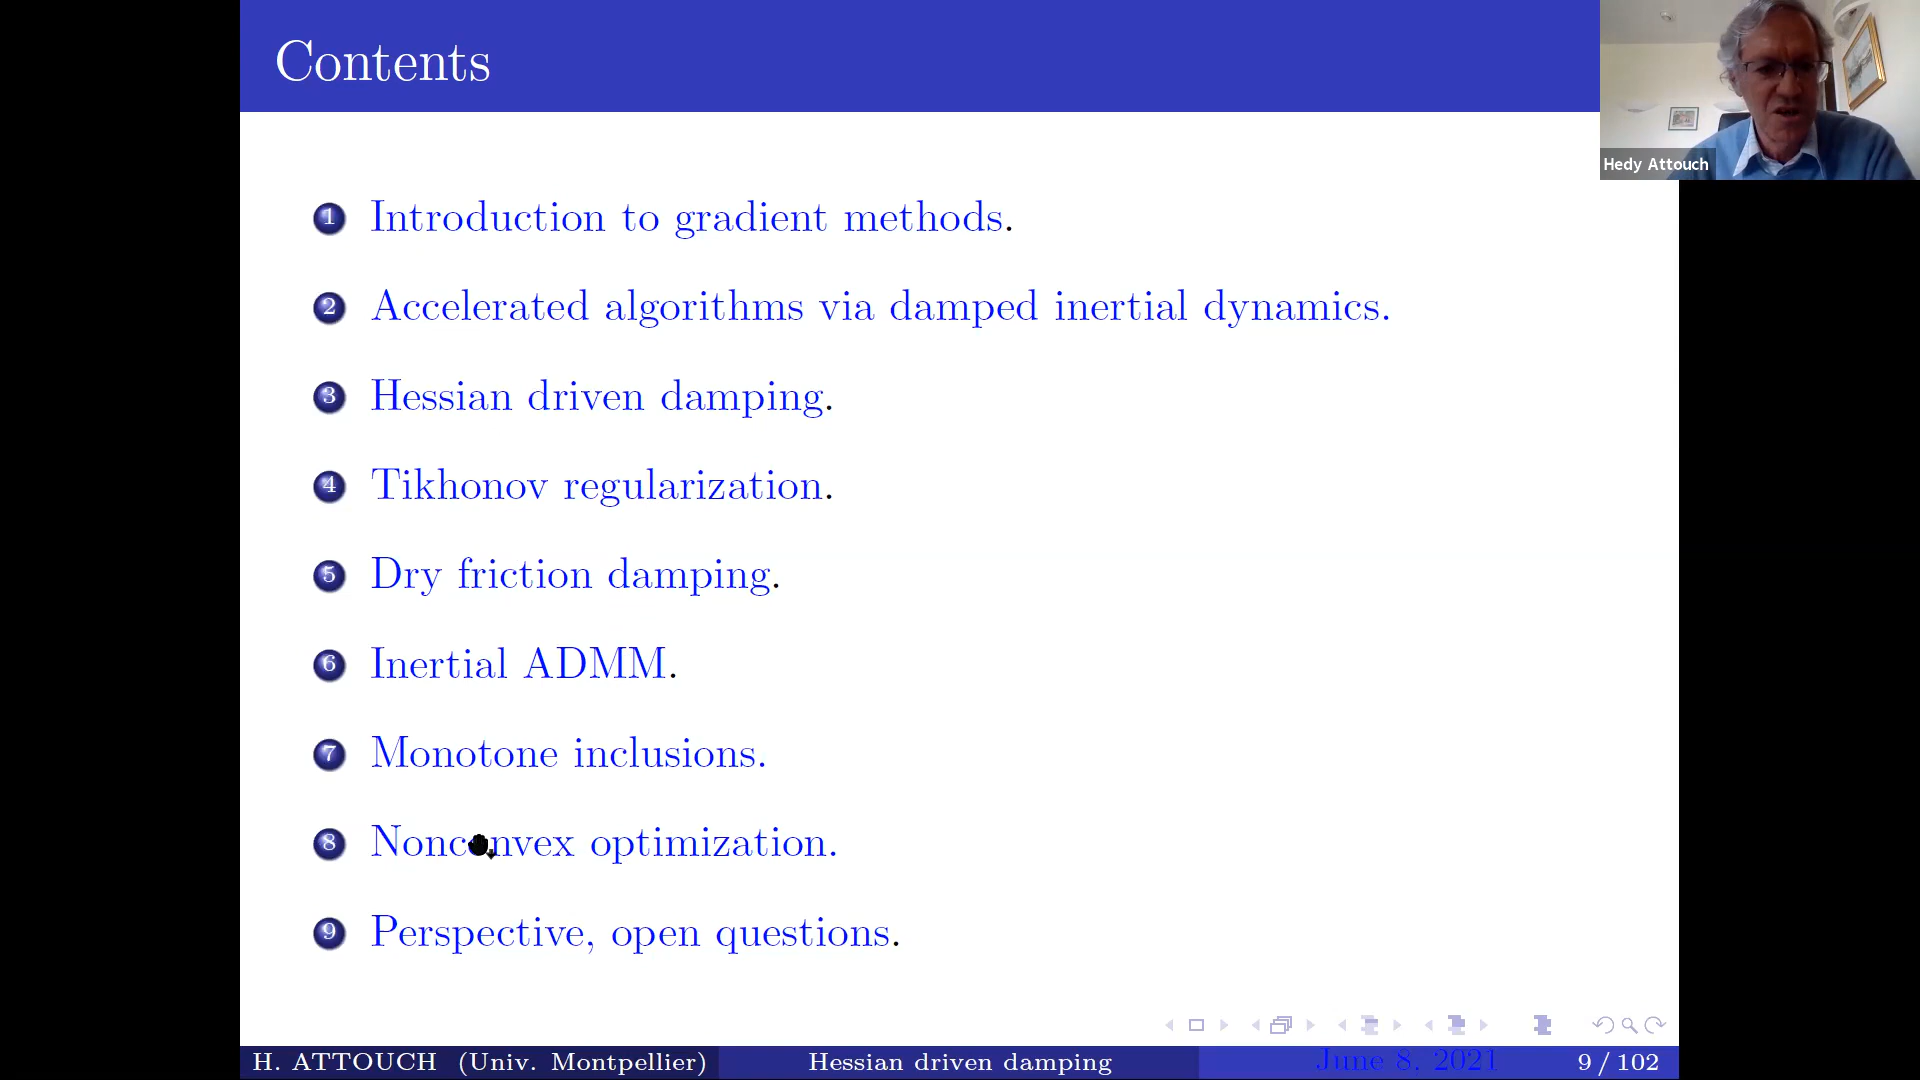 Contents
Hedy Attouch
1 Introduction to gradient methods.
2 Accelerated algorithms via damped inertial dynamics.
3 Hessian driven damping.
4 Tikhonov regularization.
5 Dry friction damping.
6 Inertial ADMM.
7 Monotone inclusions.
8 Nonconvex optimization.
9 Perspective, open questions.
H. ATTOUCH (Univ. Montpellier) Hessian driven damping June 8, 2021 9 / 102